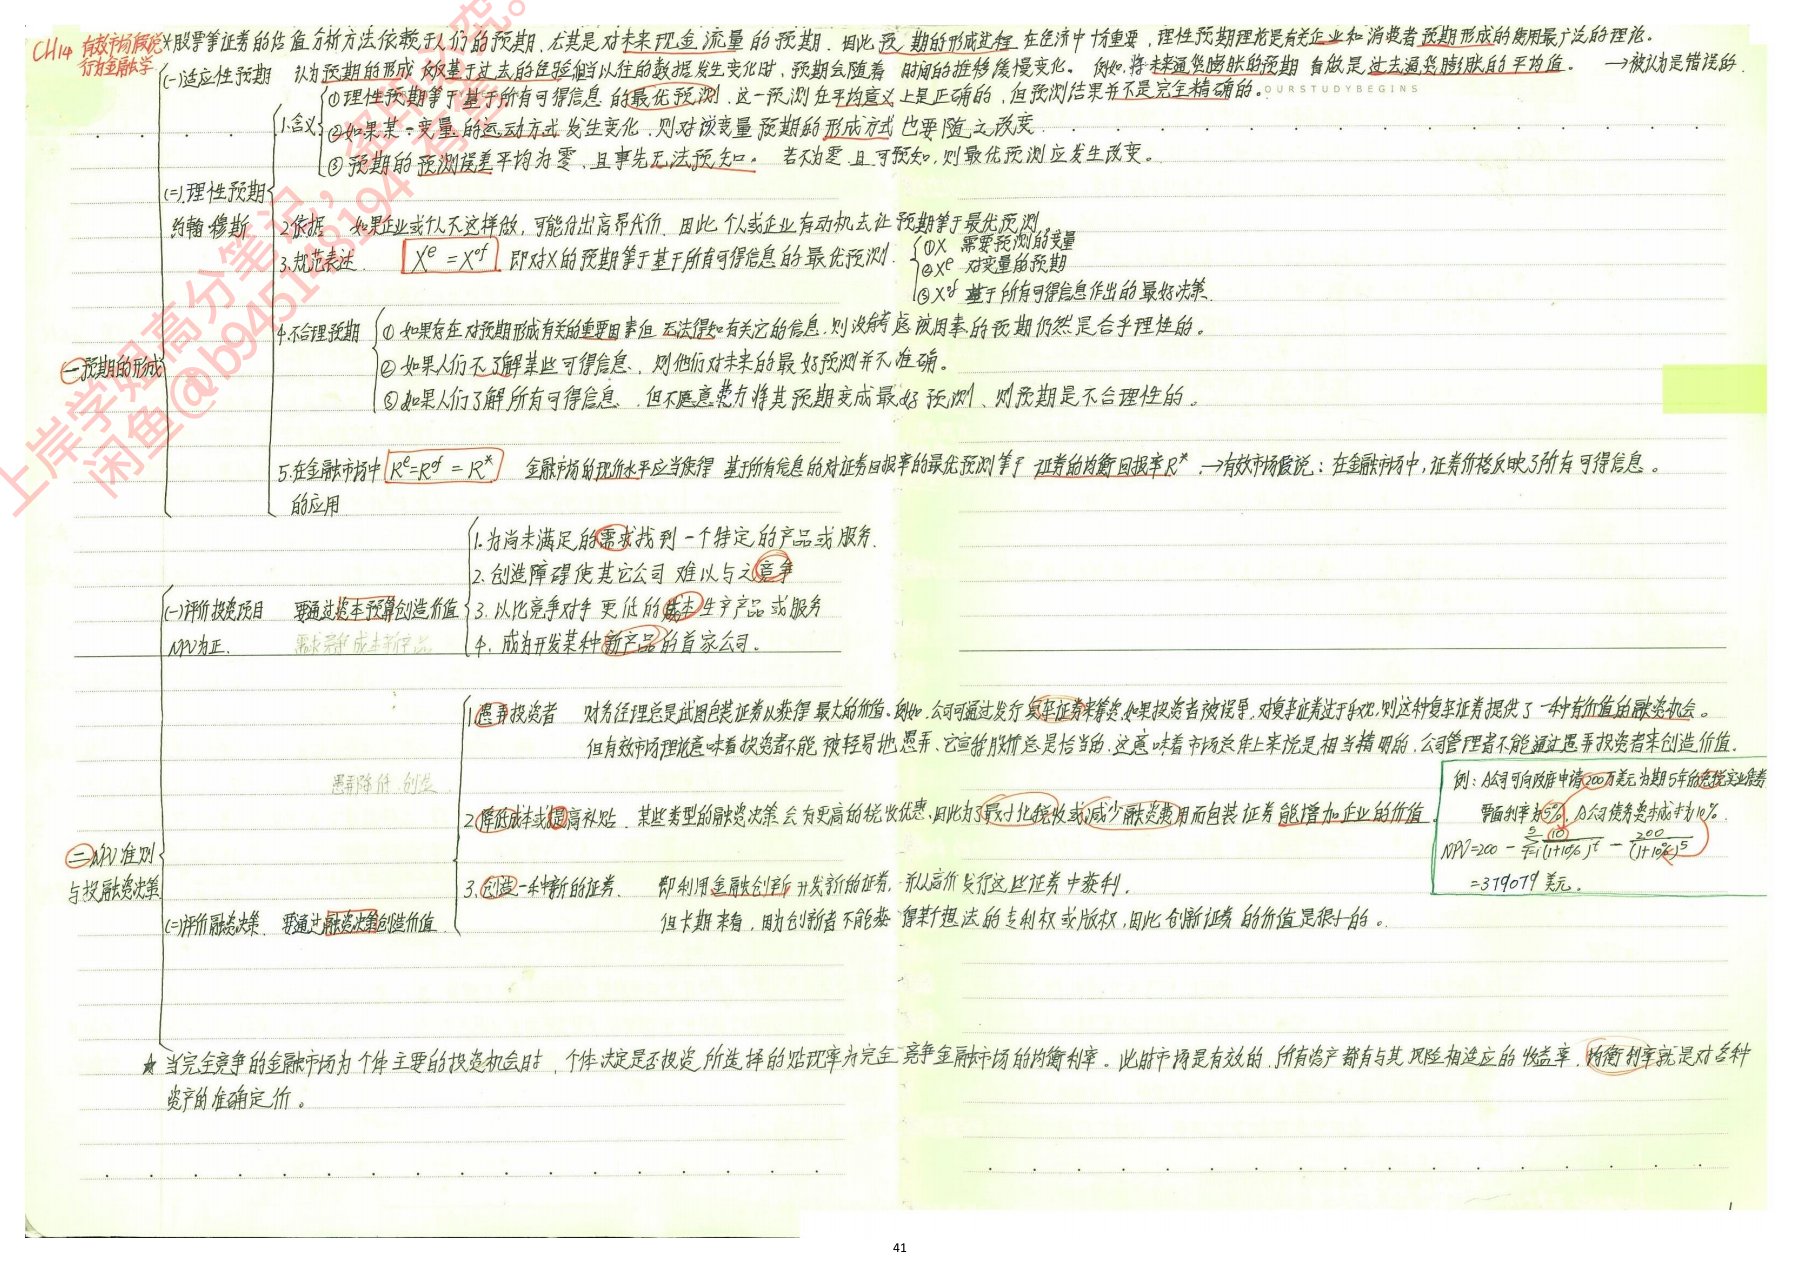 CH14 有效市场假说 *股票等证券的估值分析方法依赖于人们的预期,尤其是对未来现金流量的预期.因此预期的形成过程在经济中十分重要,理性预期理论是有关企业和消费者预期形成的使用最广泛的理论。
行为金融学
(一)适应性预期 认为预期的形成仅仅基于过去的经验但当以往的数据发生变化时,预期会随着时间的推移缓慢变化。例如,将未来通货膨胀的预期看做是过去通货膨胀的平均值。 →被认为是错误的.
①理性预期等于基于所有可得信息的最优预测,这一预测在平均意义上是正确的,但预测结果并不是完全精确的。
OURSTUDYBEGINS
1.含义
②如果某一变量的运动方式发生变化,则对该变量预期的形成方式也要随之改变.
③预期的预测误差平均为零,且事先无法预知。 若不为零且可预知,则最优预测应发生改变。
(二).理性预期
约翰·穆斯
2.依据 如果企业或个人不这样做,可能付出高昂代价,因此个人或企业有动机去让预期等于最优预测.
3.规范表述. Xᵉ = Xᵒᶠ 即对X的预期等于基于所有可得信息的最优预测.
①X 需要预测的变量
②Xᵉ 对变量的预期
③Xᵒᶠ 基于所有可得信息作出的最好决策.
4.不合理预期 ①如果存在对预期形成有关的重要因素但无法得知有关它的信息,则没有考虑该因素的预期仍然是合乎理性的。
②如果人们不了解某些可得信息,则他们对未来的最好预测并不准确。
一预期的形成
③如果人们了解所有可得信息,但不愿意费力将其预期变成最好预测,则预期是不合理性的。
5.在金融市场中 Rᵉ=Rᵒᶠ = R* 金融市场的现价水平应当使得基于所有信息的对证券回报率的最优预测等于证券的均衡回报率R* →有效市场假说:在金融市场中,证券价格反映了所有可得信息。
的应用
1.为尚未满足的需求找到一个特定的产品或服务.
2.创造障碍使其它公司难以与之竞争
(一)评价投资项目 要通过资本预算创造价值 3.以比竞争对手更低的成本生产产品或服务
NPV为正. 需求竞争成本新产品
4.成为开发某种新产品的首家公司。
1.愚弄投资者 财务经理总是试图包装证券以获得最大的价值。例如,公司可通过发行复杂证券来筹资,如果投资者被误导,对复杂证券过于乐观,则这种复杂证券提供了一种有价值的融资机会。
但有效市场理论意味着投资者不能被轻易地愚弄,它宣称股价总是恰当的,这意味着市场总体上来说是相当精明的,公司管理者不能通过愚弄投资者来创造价值.
愚弄降低 创造
例:A公司可向政府申请200万美元为期5年的免税实业债券
票面利率为5%,A公司债务资本成本为10%.
2.降低成本或提高补贴. 某些类型的融资决策会为更高的税收优惠,因此为了最小化税收或减少融资费用而包装证券能增加企业的价值.
NPV=200 - Σ(t=1→5) 10/(1+10%)^t - 200/(1+10%)^5
=379079美元.
二NPV准则
与投融资决策
3.创造一种新的证券. 即利用金融创新开发新的证券,并从高价发行这些证券中获利.
(二)评价融资决策. 要通过融资决策创造价值.
但长期来看,因为创新者不能获得某个想法的专利权或版权,因此创新证券的价值是很小的。
☆ 当完全竞争的金融市场为个体主要的投资机会时,个体决定是否投资所选择的贴现率为完全竞争金融市场的均衡利率。此时市场是有效的,所有资产都有与其风险相适应的收益率,均衡利率就是对各种
资产的准确定价。
上岸学姐高分笔记,
闲鱼@b945148194
41